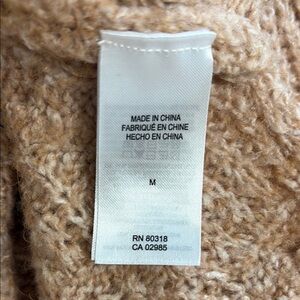 MADE IN CHINA
FABRIQUÉ EN CHINE
HECHO EN CHINA
M
RN 80318
CA 02985